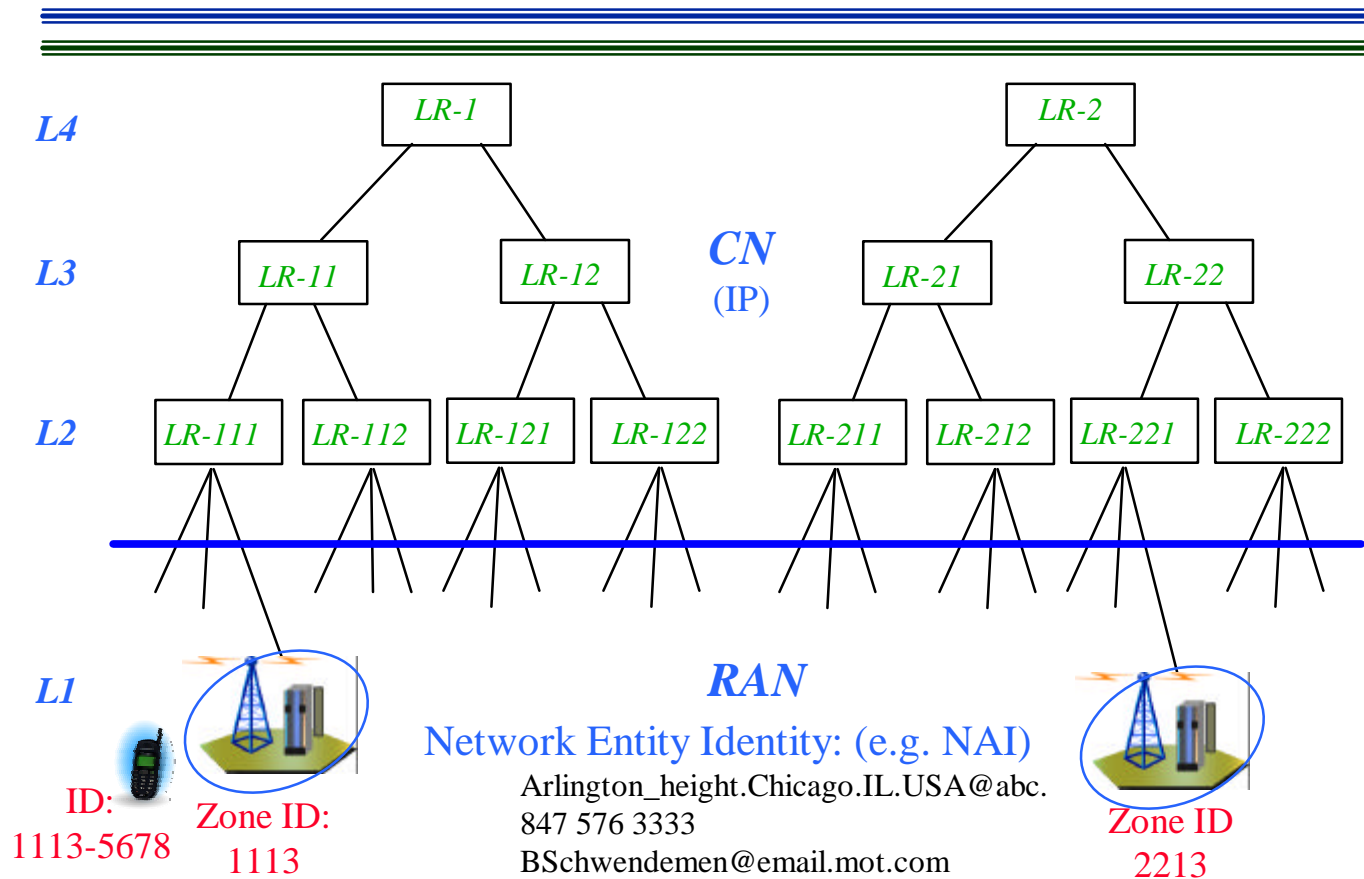 L4
LR-1
LR-2
L3
LR-11
LR-12
CN
(IP)
LR-21
LR-22
L2
LR-111
LR-112
LR-121
LR-122
LR-211
LR-212
LR-221
LR-222
L1
RAN
Network Entity Identity: (e.g. NAI)
Arlington_height.Chicago.IL.USA@abc.
847 576 3333
BSchwendemen@email.mot.com
ID:
1113-5678
Zone ID:
1113
Zone ID
2213